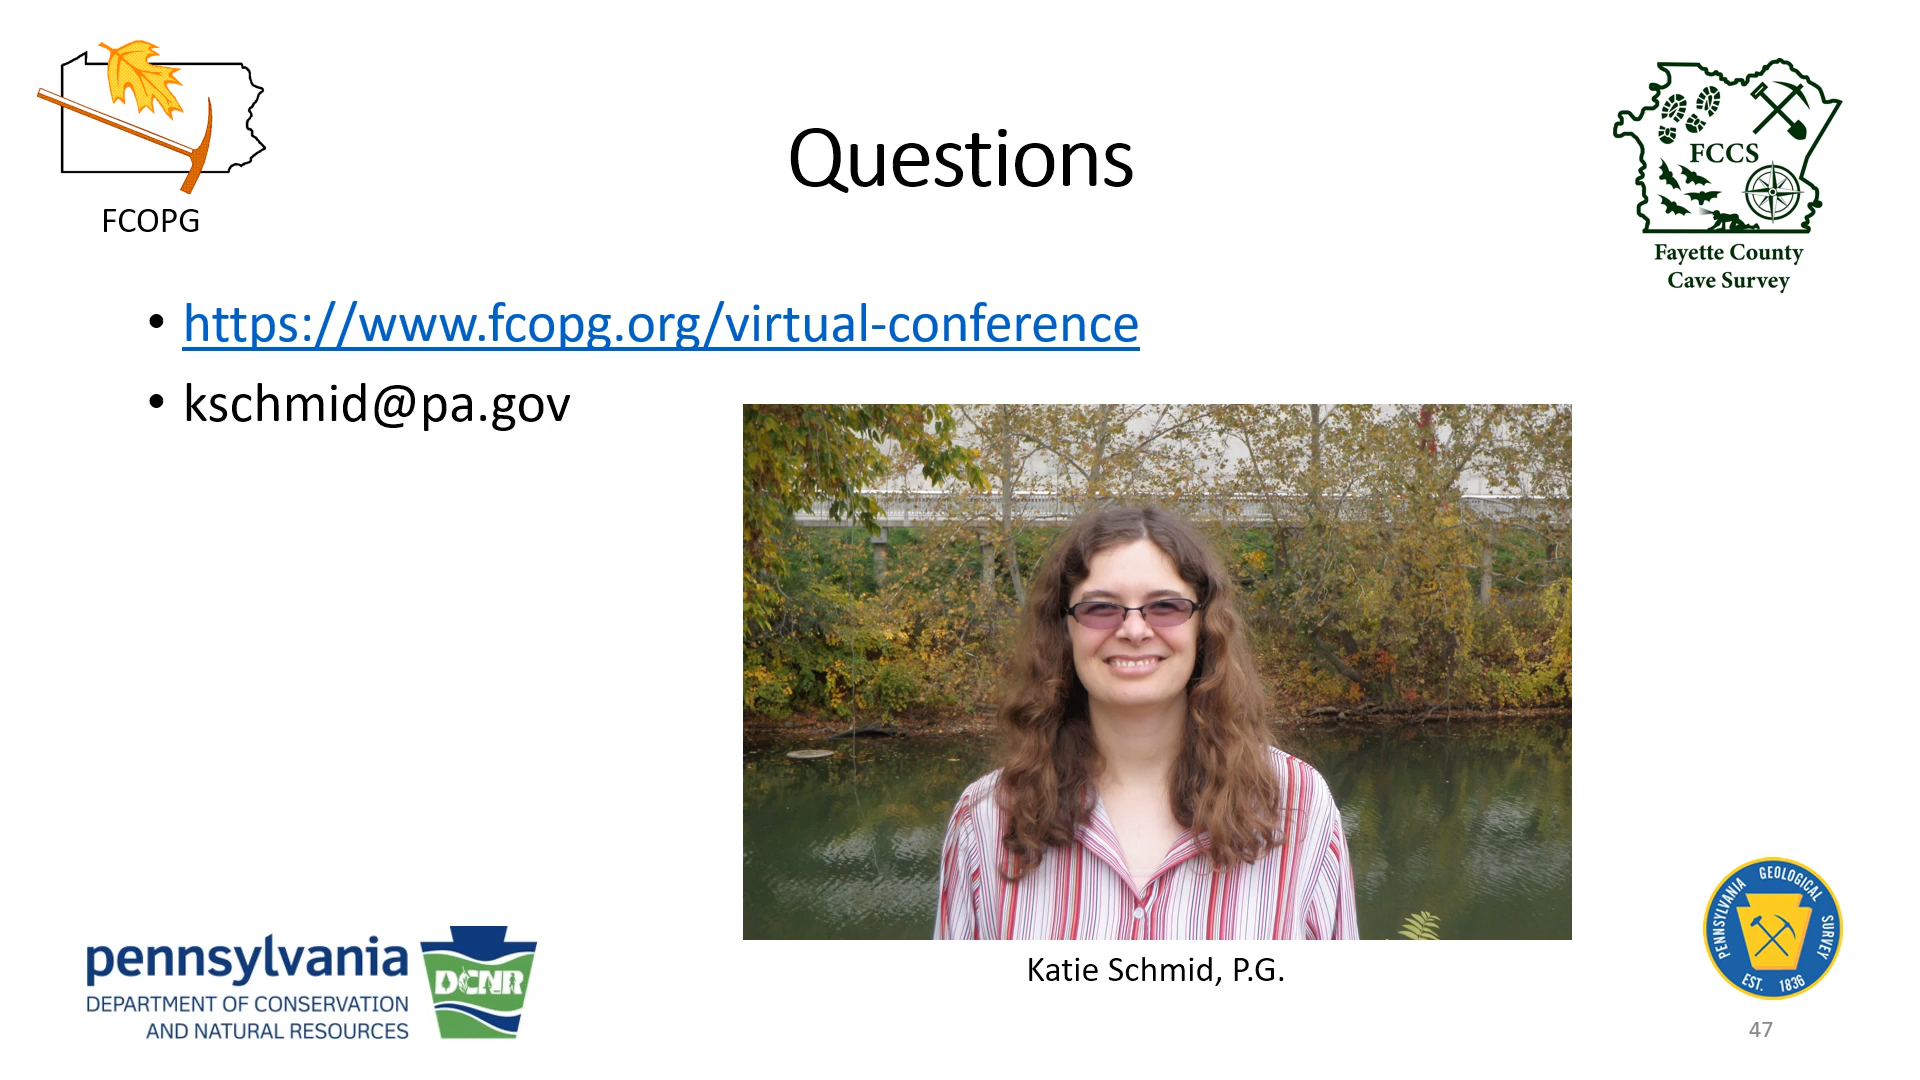 FCOPG
Questions
FCCS
Fayette County
Cave Survey
• https://www.fcopg.org/virtual-conference
• kschmid@pa.gov
Katie Schmid, P.G.
pennsylvania
DCNR
DEPARTMENT OF CONSERVATION
AND NATURAL RESOURCES
PENNSYLVANIA GEOLOGICAL SURVEY
EST. 1836
47